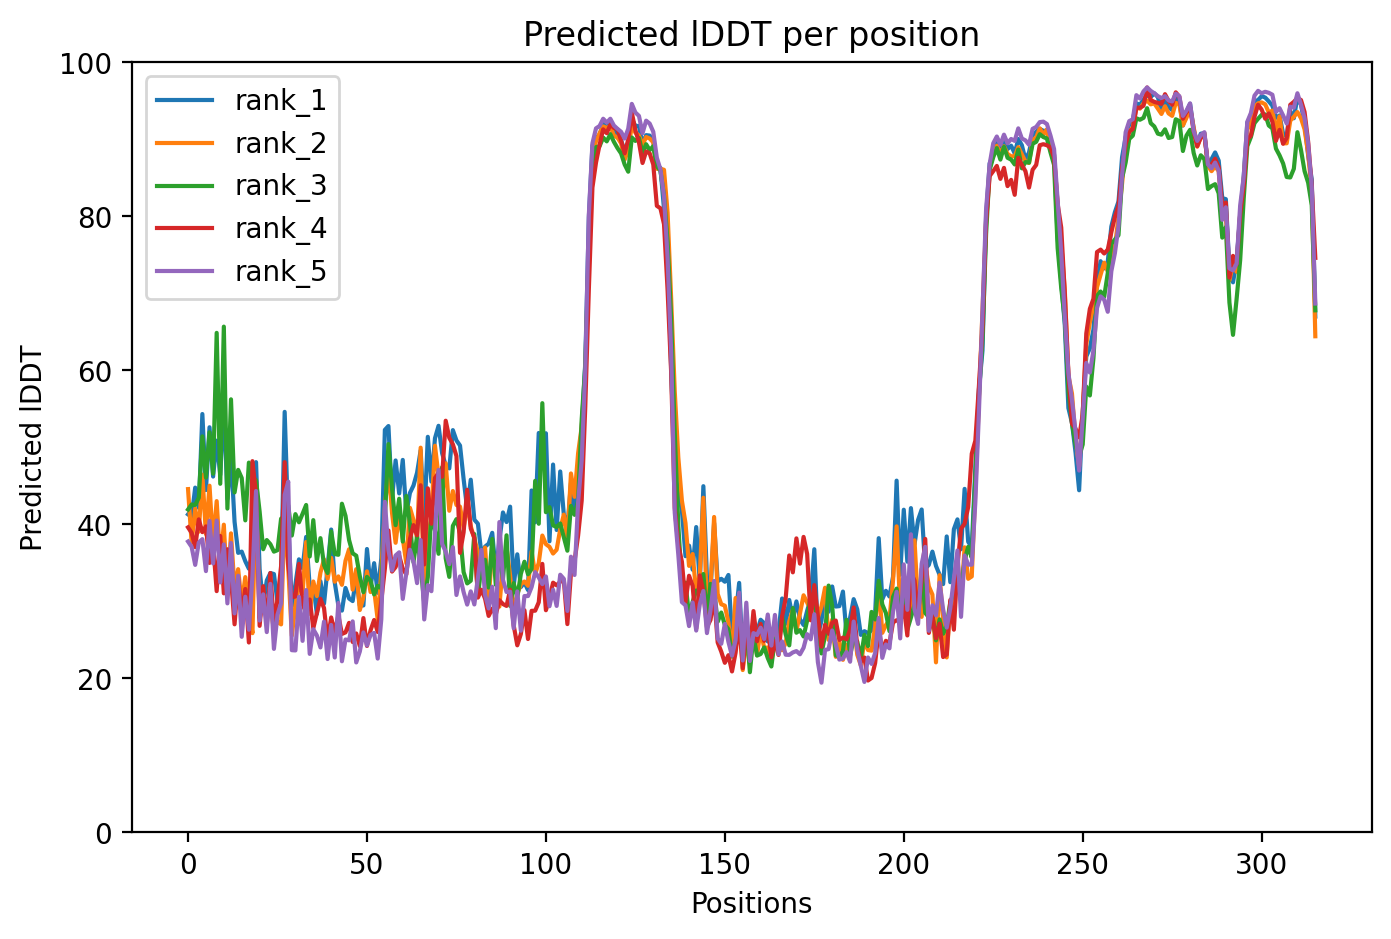 Predicted lDDT per position
100
80
60
40
20
0
Predicted lDDT
rank_1
rank_2
rank_3
rank_4
rank_5
0 50 100 150 200 250 300
Positions